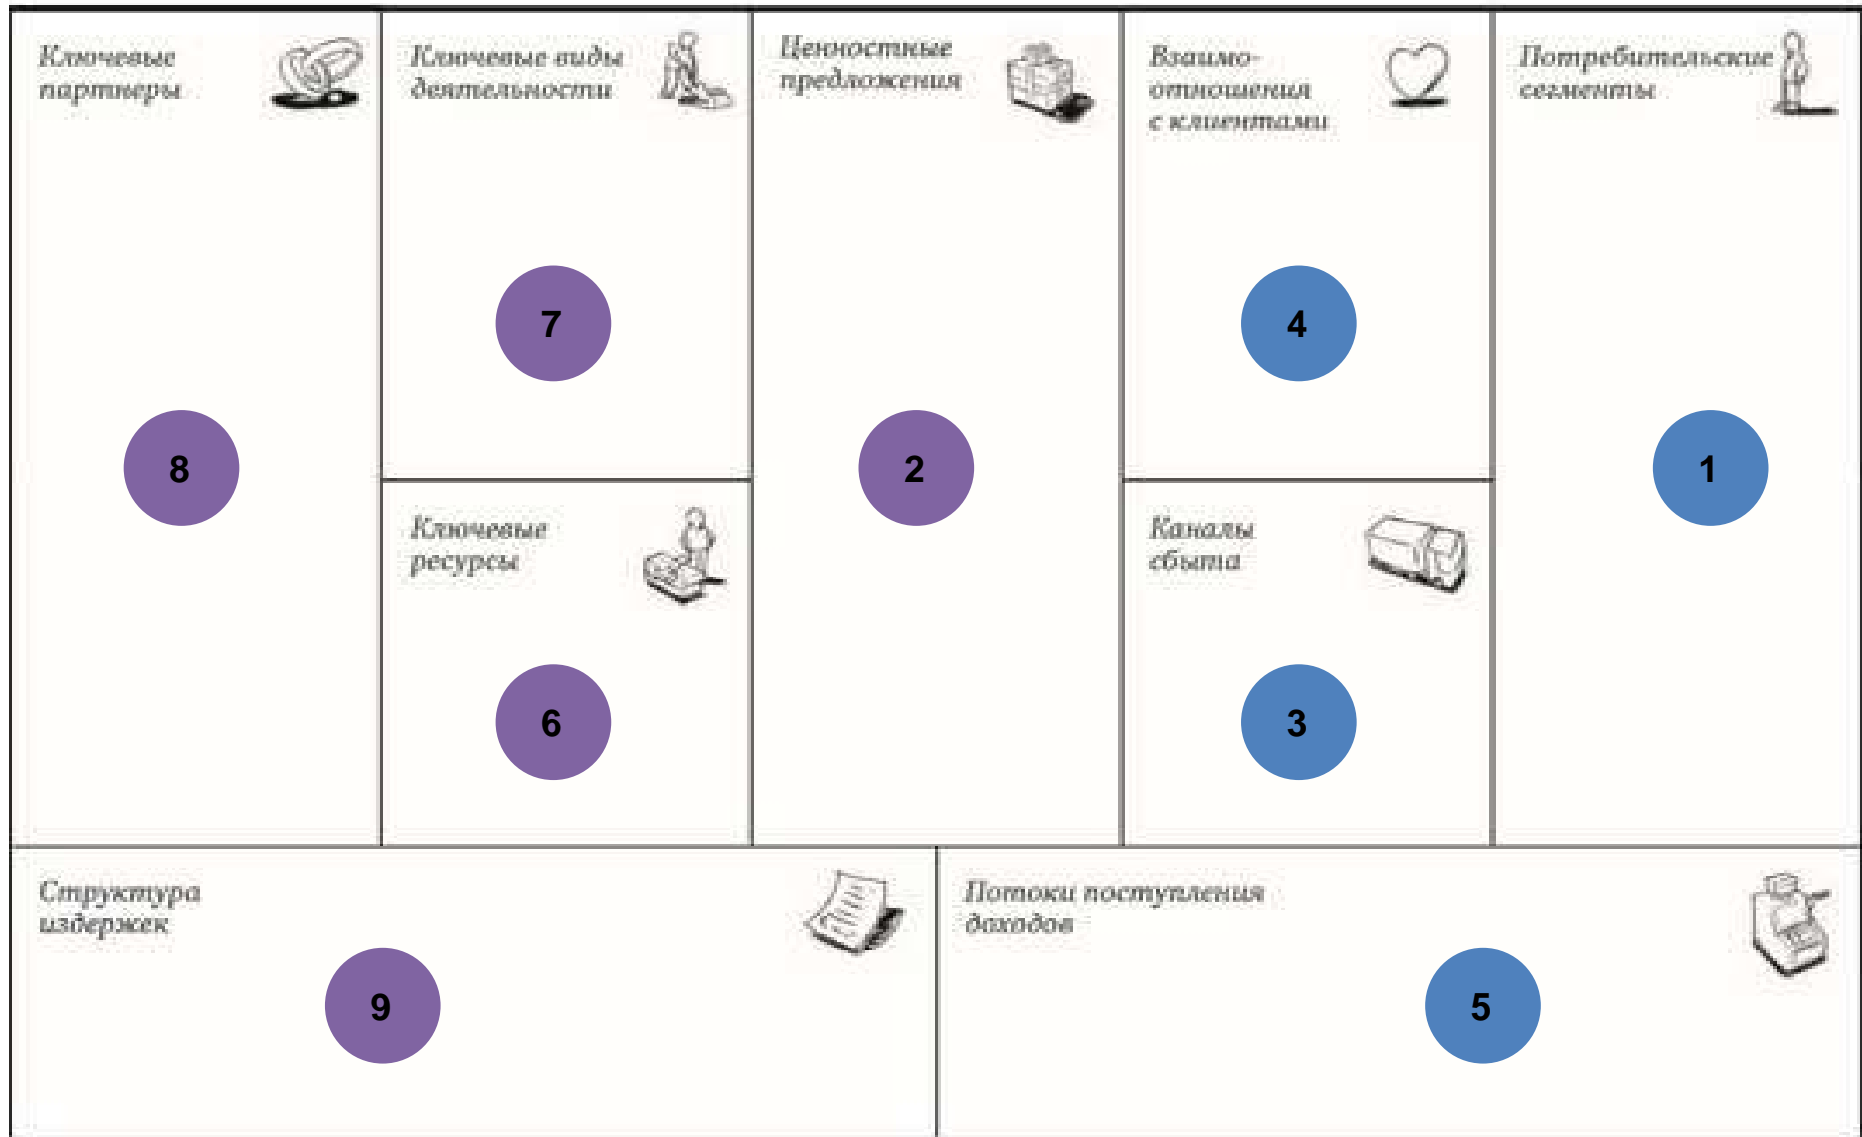 Ключевые
партнеры
8
Ключевые виды
деятельности
7
Ключевые
ресурсы
6
Ценностные
предложения
2
Взаимо-
отношения
с клиентами
4
Каналы
сбыта
3
Потребительские
сегменты
1
Структура
издержек
9
Потоки поступления
доходов
5